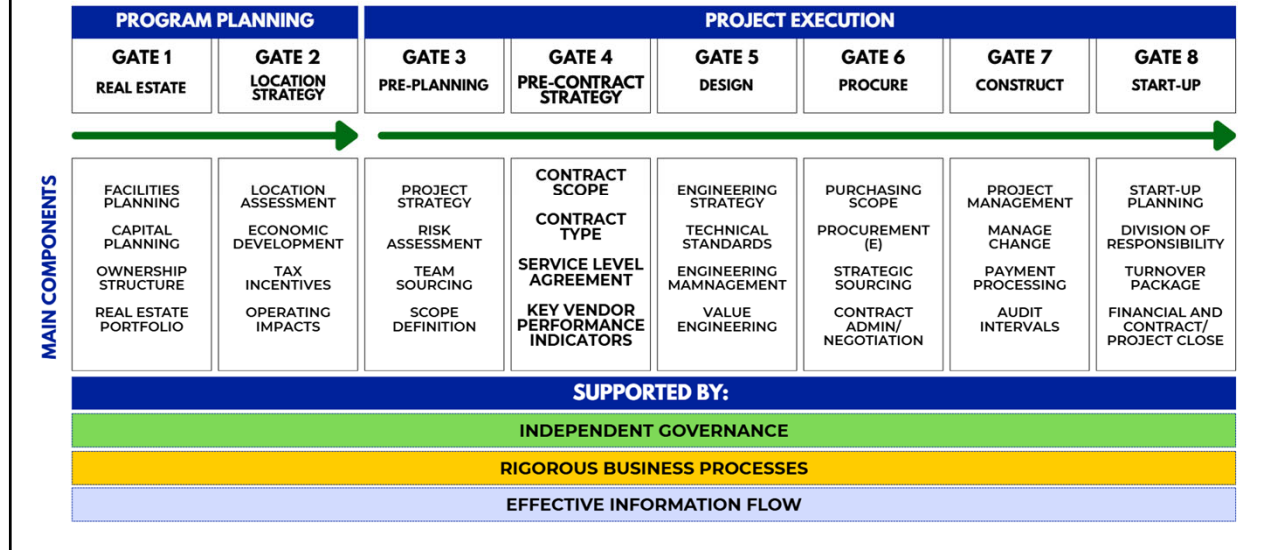 PROGRAM PLANNING
PROJECT EXECUTION
GATE 1
REAL ESTATE
GATE 2
LOCATION
STRATEGY
GATE 3
PRE-PLANNING
GATE 4
PRE-CONTRACT
STRATEGY
GATE 5
DESIGN
GATE 6
PROCURE
GATE 7
CONSTRUCT
GATE 8
START-UP
MAIN COMPONENTS
FACILITIES
PLANNING
CAPITAL
PLANNING
OWNERSHIP
STRUCTURE
REAL ESTATE
PORTFOLIO
LOCATION
ASSESSMENT
ECONOMIC
DEVELOPMENT
TAX
INCENTIVES
OPERATING
IMPACTS
PROJECT
STRATEGY
RISK
ASSESSMENT
TEAM
SOURCING
SCOPE
DEFINITION
CONTRACT
SCOPE
CONTRACT
TYPE
SERVICE LEVEL
AGREEMENT
KEY VENDOR
PERFORMANCE
INDICATORS
ENGINEERING
STRATEGY
TECHNICAL
STANDARDS
ENGINEERING
MAMNAGEMENT
VALUE
ENGINEERING
PURCHASING
SCOPE
PROCUREMENT
(E)
STRATEGIC
SOURCING
CONTRACT
ADMIN/
NEGOTIATION
PROJECT
MANAGEMENT
MANAGE
CHANGE
PAYMENT
PROCESSING
AUDIT
INTERVALS
START-UP
PLANNING
DIVISION OF
RESPONSIBILITY
TURNOVER
PACKAGE
FINANCIAL AND
CONTRACT/
PROJECT CLOSE
SUPPORTED BY:
INDEPENDENT GOVERNANCE
RIGOROUS BUSINESS PROCESSES
EFFECTIVE INFORMATION FLOW